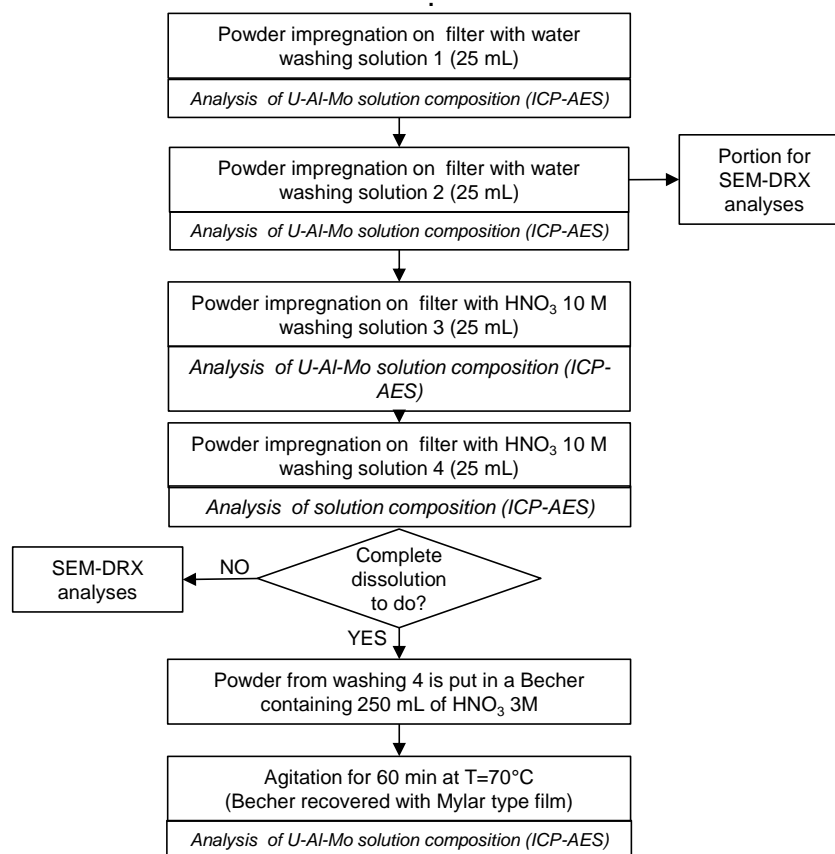 Powder impregnation on filter with water
washing solution 1 (25 mL)
Analysis of U-Al-Mo solution composition (ICP-AES)
Powder impregnation on filter with water
washing solution 2 (25 mL)
Analysis of U-Al-Mo solution composition (ICP-AES)
Portion for
SEM-DRX
analyses
Powder impregnation on filter with HNO₃ 10 M
washing solution 3 (25 mL)
Analysis of U-Al-Mo solution composition (ICP-
AES)
Powder impregnation on filter with HNO₃ 10 M
washing solution 4 (25 mL)
Analysis of solution composition (ICP-AES)
Complete
dissolution
to do?
NO
SEM-DRX
analyses
YES
Powder from washing 4 is put in a Becher
containing 250 mL of HNO₃ 3M
Agitation for 60 min at T=70°C
(Becher recovered with Mylar type film)
Analysis of U-Al-Mo solution composition (ICP-AES)